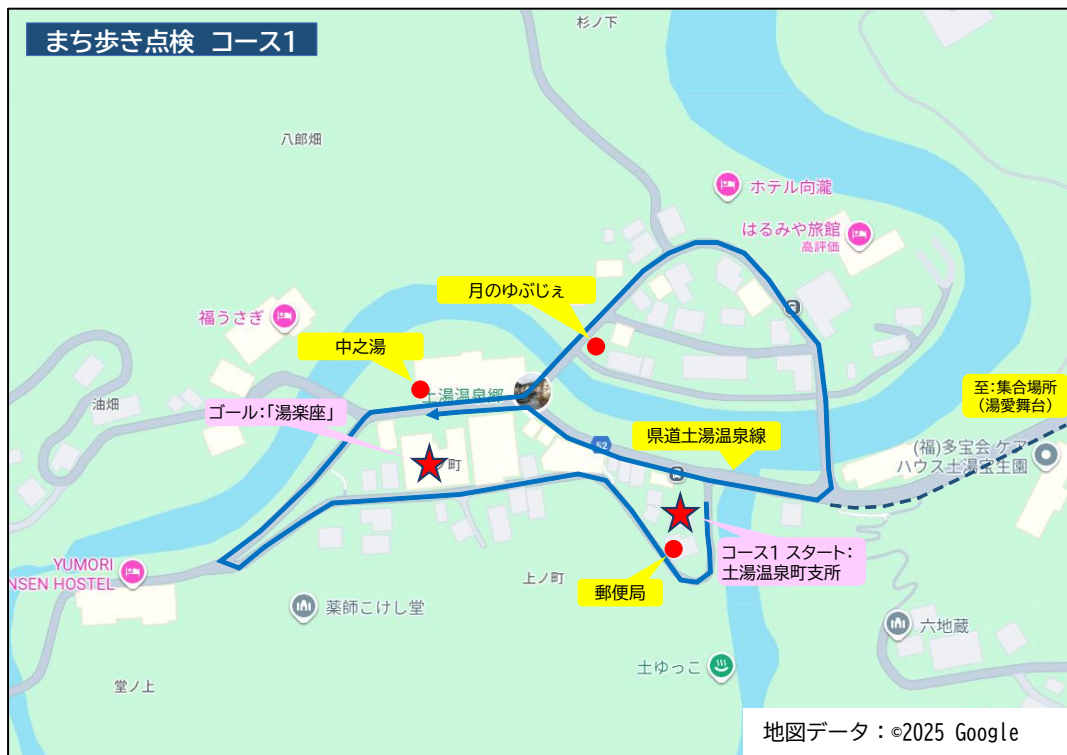 まち歩き点検 コース1
杉ノ下
八郎畑
ホテル向瀧
はるみや旅館
高評価
月のゆぶじぇ
福うさぎ
中之湯
土湯温泉郷
油畑
ゴール:「湯楽座」
至:集合場所
(湯愛舞台)
52
県道土湯温泉線
(福)多宝会 ケア
ハウス土湯宝生園
町
コース1 スタート:
土湯温泉町支所
YUMORI
NSEN HOSTEL
上ノ町
郵便局
薬師こけし堂
六地蔵
土ゆっこ
堂ノ上
地図データ:©2025 Google